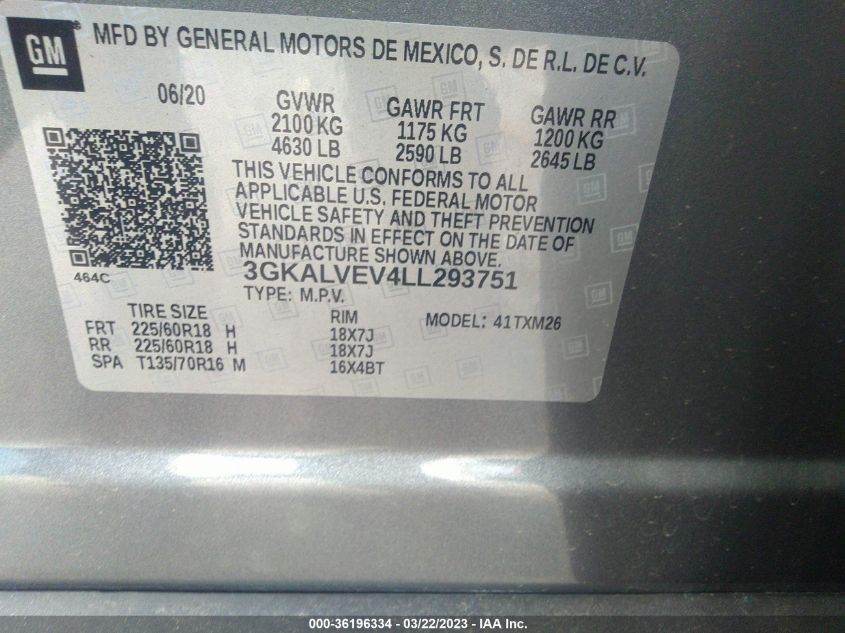 GM®
MFD BY GENERAL MOTORS DE MEXICO, S. DE R.L. DE C.V.
06/20 GVWR GAWR FRT GAWR RR
2100 KG 1175 KG 1200 KG
4630 LB 2590 LB 2645 LB
THIS VEHICLE CONFORMS TO ALL
APPLICABLE U.S. FEDERAL MOTOR
VEHICLE SAFETY AND THEFT PREVENTION
STANDARDS IN EFFECT ON THE DATE OF
MANUFACTURE SHOWN ABOVE.
464C 3GKALVEV4LL293751
TYPE: M.P.V.
TIRE SIZE RIM MODEL: 41TXM26
FRT 225/60R18 H 18X7J
RR 225/60R18 H 18X7J
SPA T135/70R16 M 16X4BT
000-36196334 - 03/22/2023 - IAA Inc.